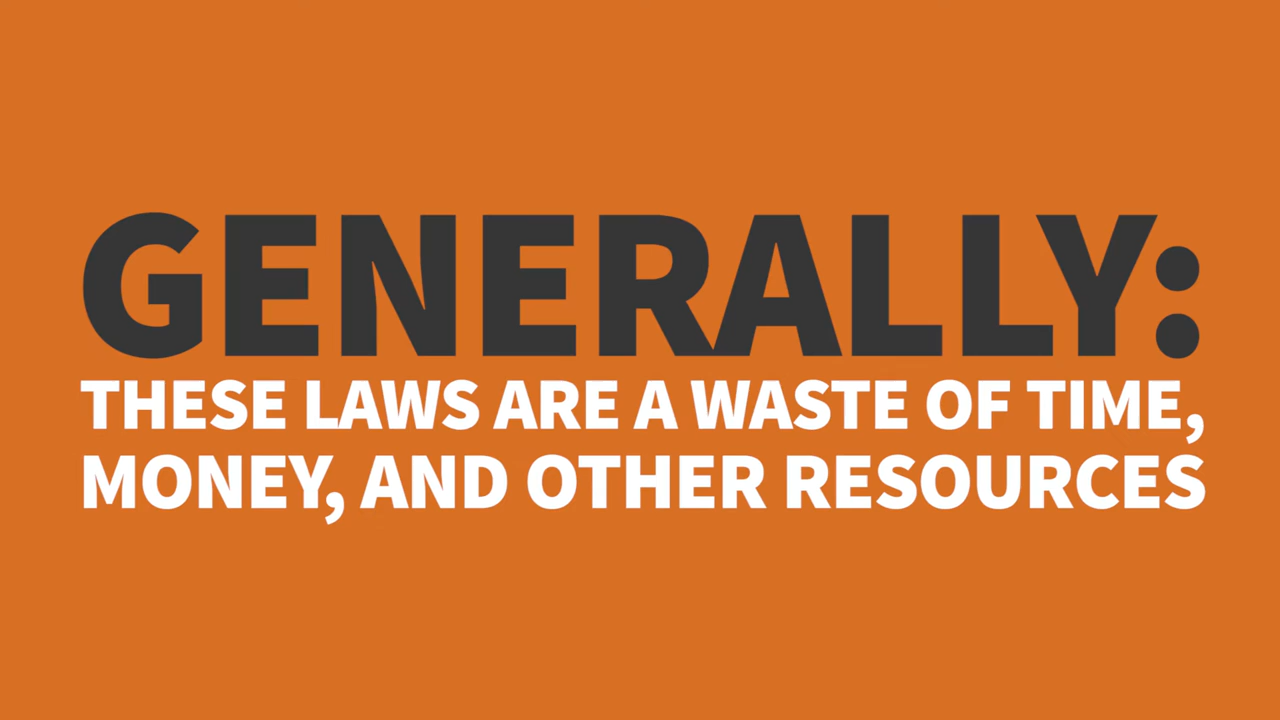 GENERALLY:
THESE LAWS ARE A WASTE OF TIME,
MONEY, AND OTHER RESOURCES